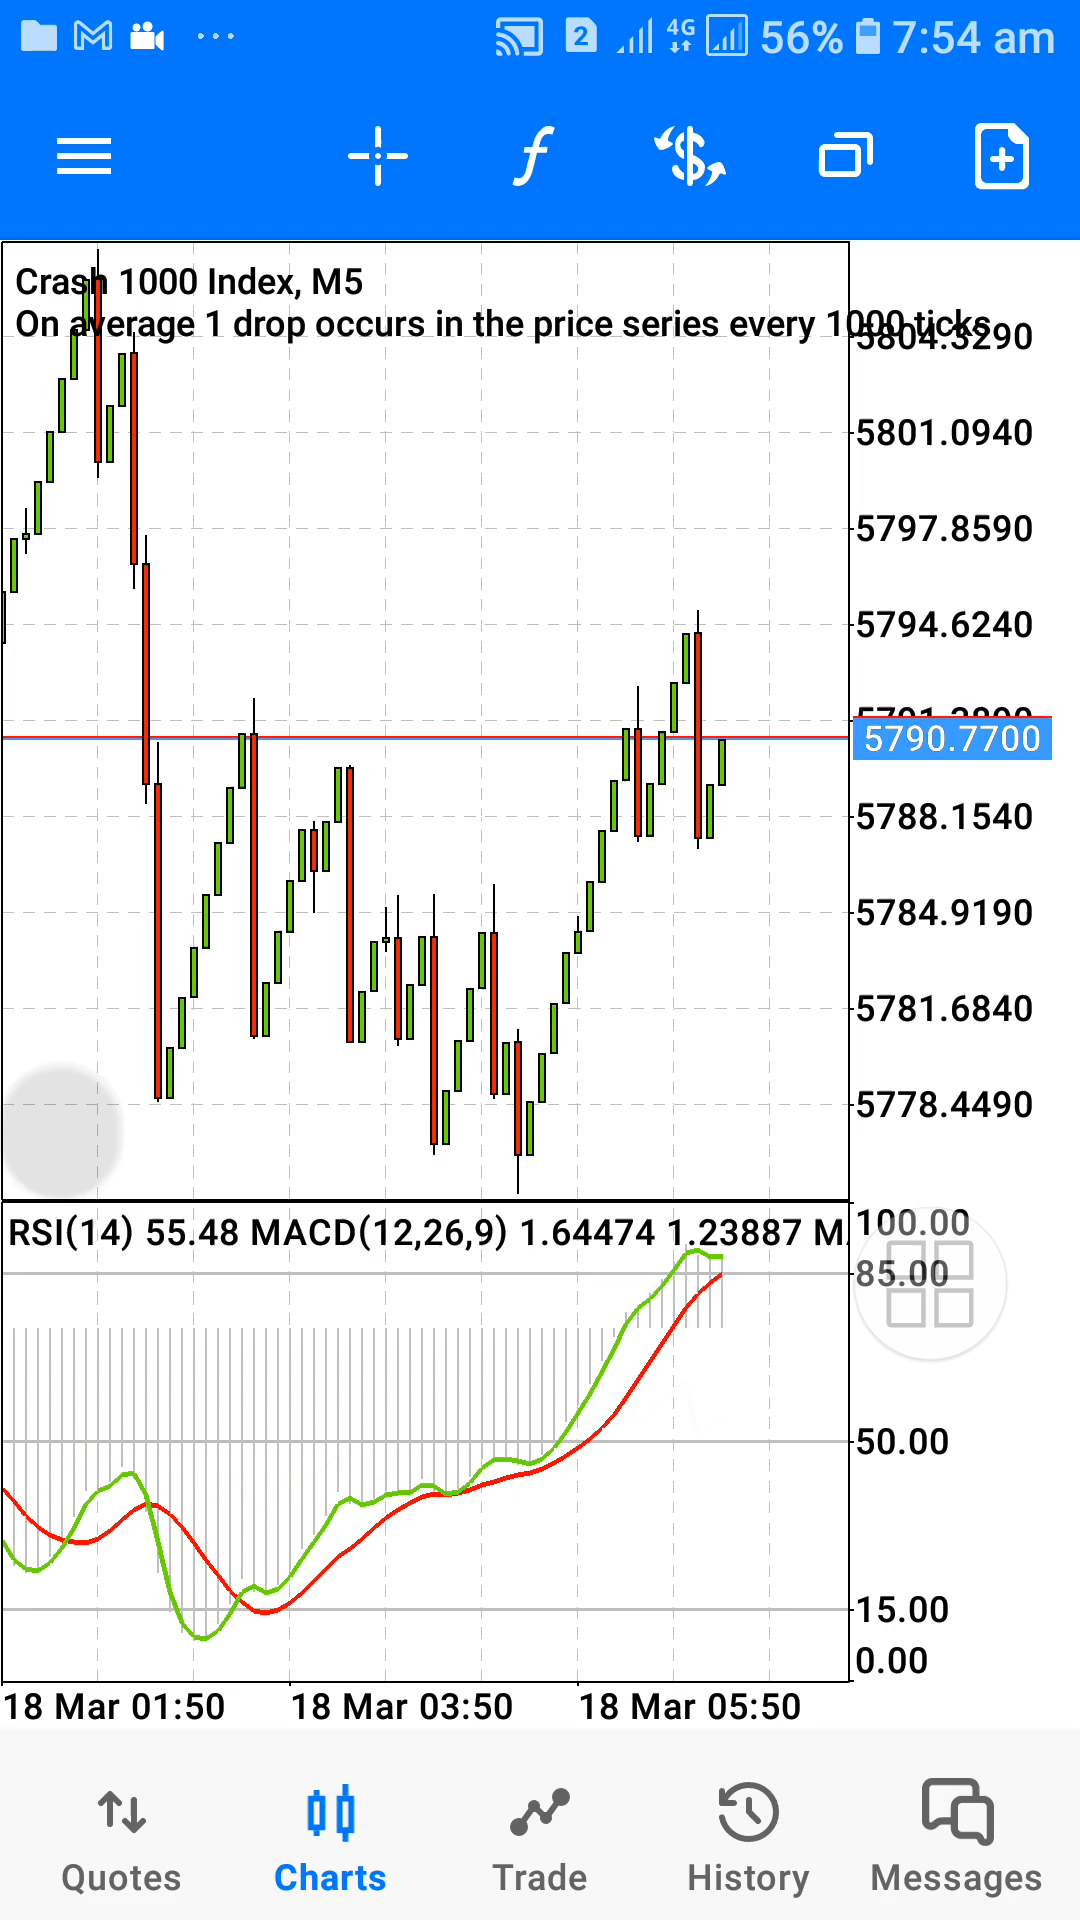 2 4G 56% 7:54 am
Crash 1000 Index, M5
On average 1 drop occurs in the price series every 1000 ticks
5804.3290
5801.0940
5797.8590
5794.6240
5790.7700
5788.1540
5784.9190
5781.6840
5778.4490
RSI(14) 55.48 MACD(12,26,9) 1.64474 1.23887 M
100.00
85.00
50.00
15.00
0.00
18 Mar 01:50 18 Mar 03:50 18 Mar 05:50
Quotes Charts Trade History Messages